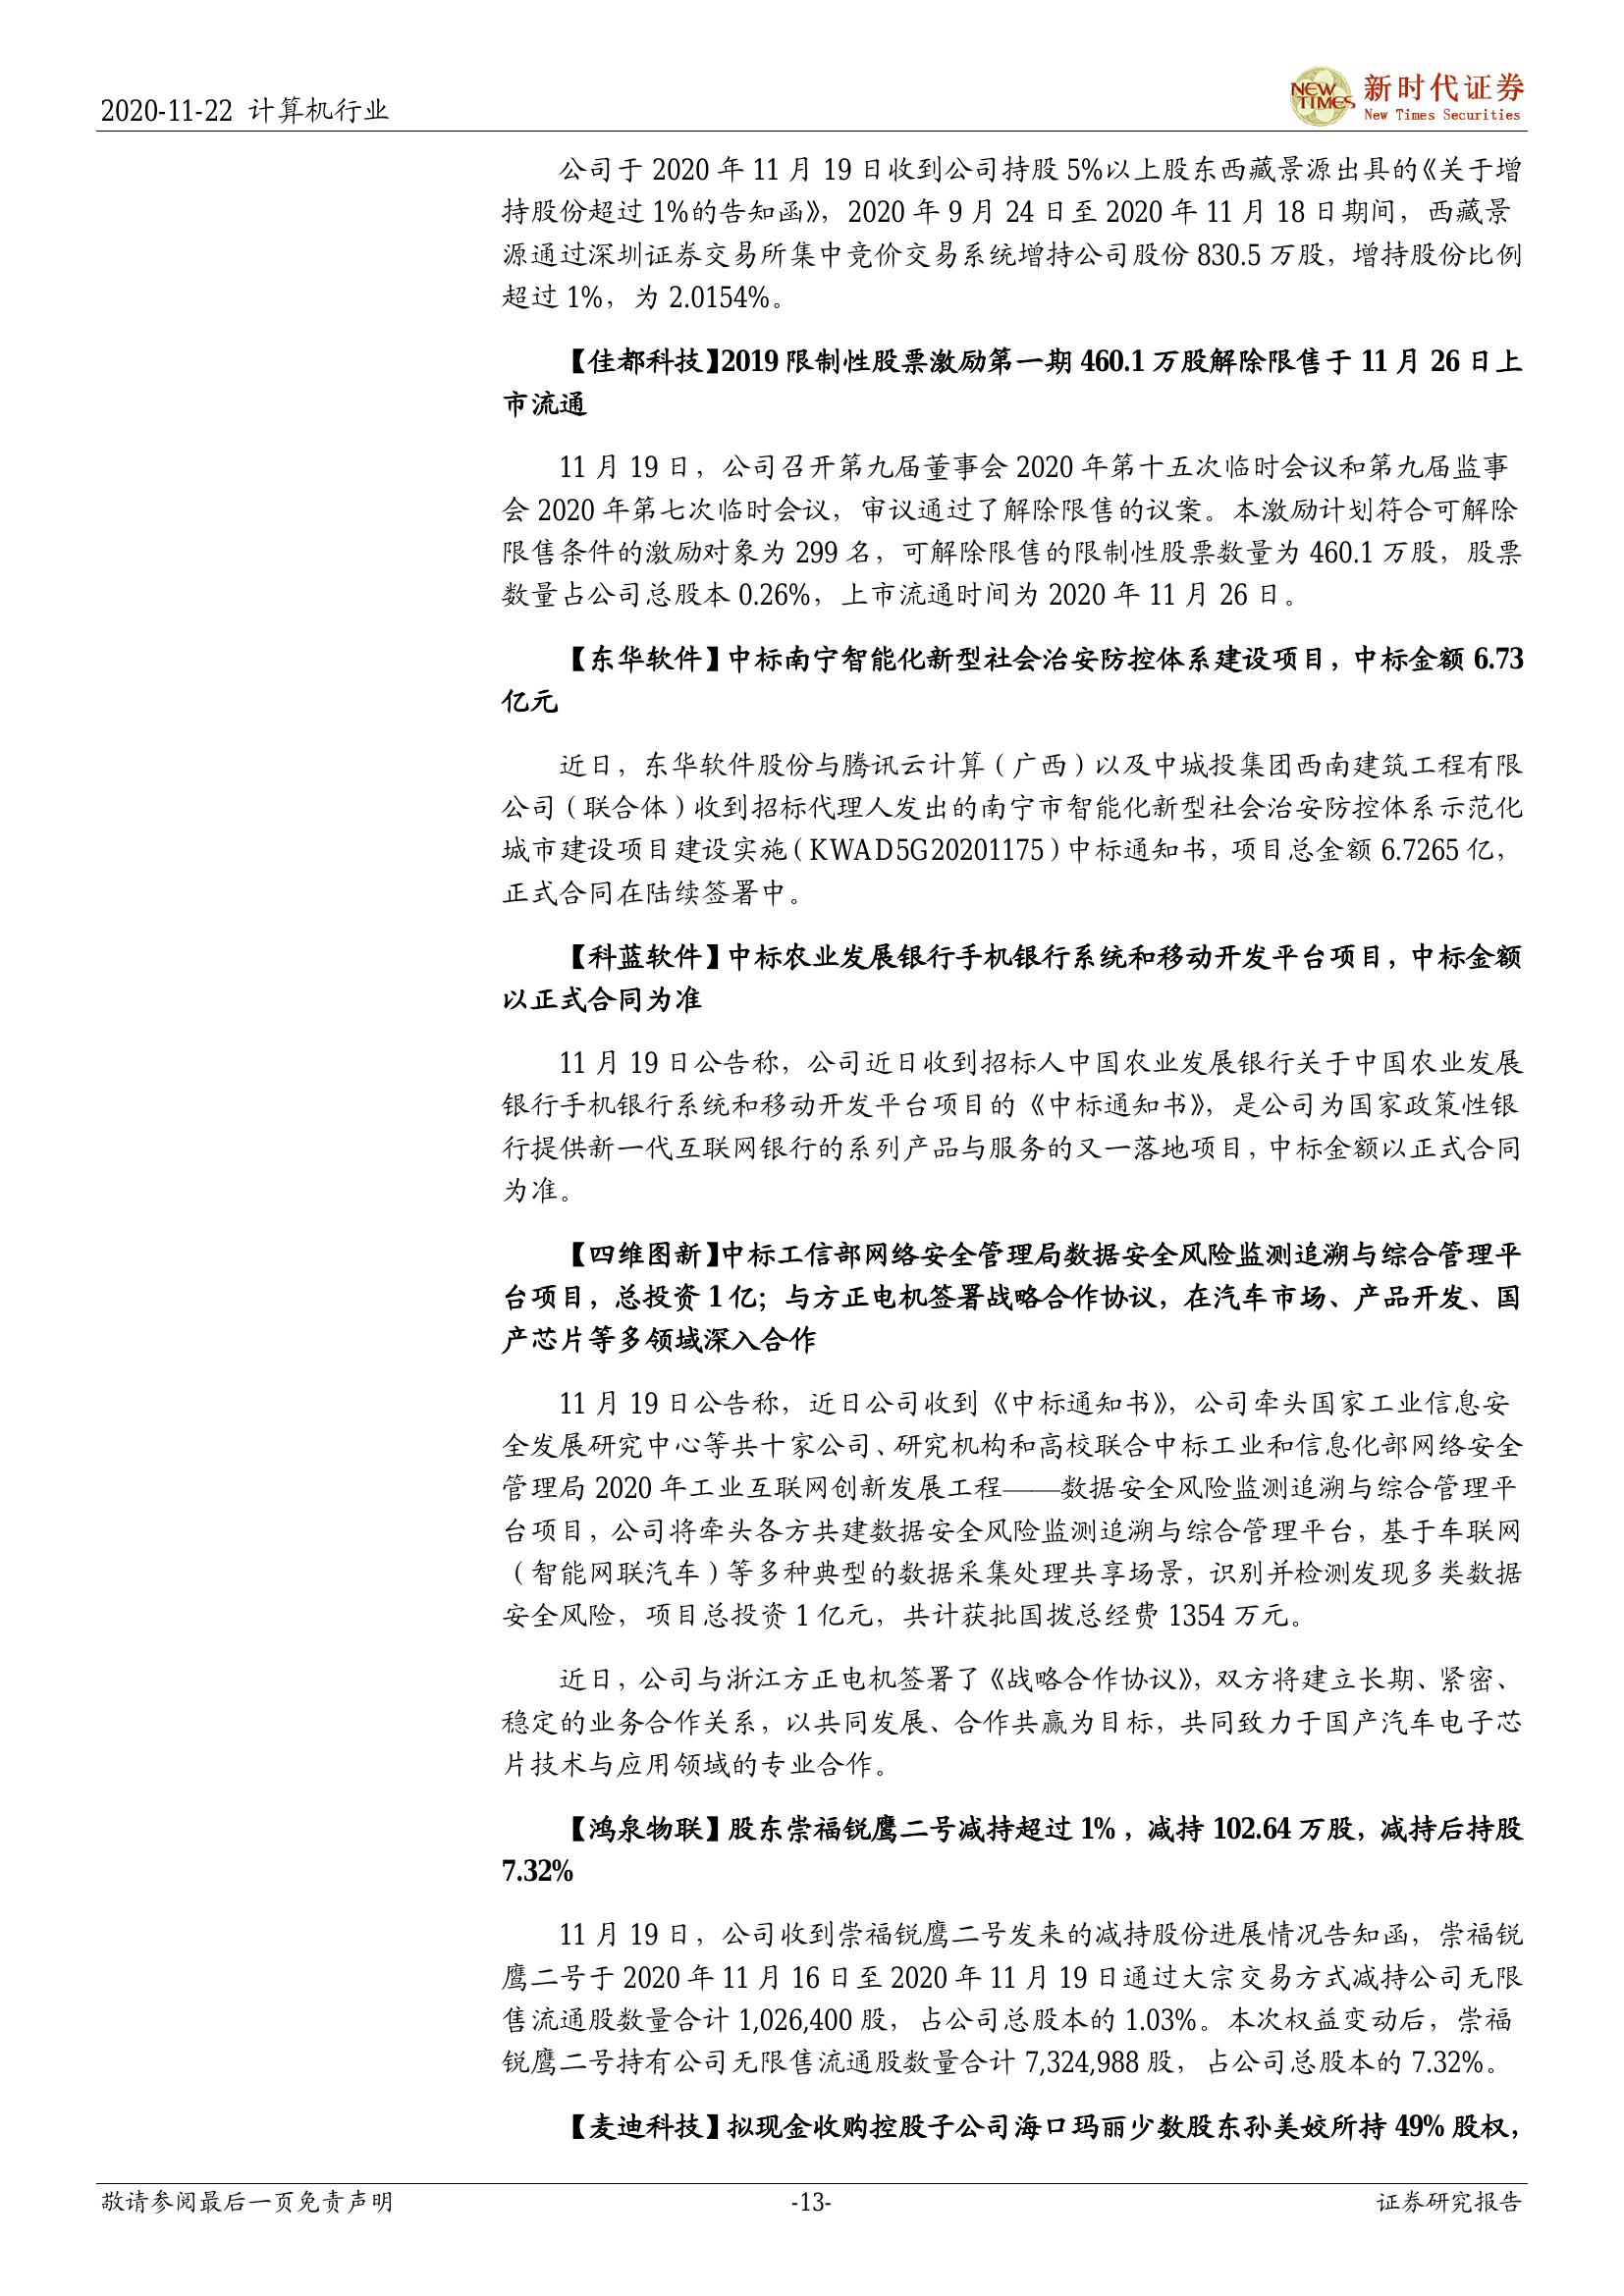 2020-11-22 计算机行业
NEW TIMES 新时代证券
New Times Securities
公司于 2020 年 11 月 19 日收到公司持股 5%以上股东西藏景源出具的《关于增
持股份超过 1%的告知函》，2020 年 9 月 24 日至 2020 年 11 月 18 日期间，西藏景
源通过深圳证券交易所集中竞价交易系统增持公司股份 830.5 万股，增持股份比例
超过 1%，为 2.0154%。
【佳都科技】2019 限制性股票激励第一期 460.1 万股解除限售于 11 月 26 日上
市流通
11 月 19 日，公司召开第九届董事会 2020 年第十五次临时会议和第九届监事
会 2020 年第七次临时会议，审议通过了解除限售的议案。本激励计划符合可解除
限售条件的激励对象为 299 名，可解除限售的限制性股票数量为 460.1 万股，股票
数量占公司总股本 0.26%，上市流通时间为 2020 年 11 月 26 日。
【东华软件】中标南宁智能化新型社会治安防控体系建设项目，中标金额 6.73
亿元
近日，东华软件股份与腾讯云计算（广西）以及中城投集团西南建筑工程有限
公司（联合体）收到招标代理人发出的南宁市智能化新型社会治安防控体系示范化
城市建设项目建设实施（KWAD5G20201175）中标通知书，项目总金额 6.7265 亿，
正式合同在陆续签署中。
【科蓝软件】中标农业发展银行手机银行系统和移动开发平台项目，中标金额
以正式合同为准
11 月 19 日公告称，公司近日收到招标人中国农业发展银行关于中国农业发展
银行手机银行系统和移动开发平台项目的《中标通知书》，是公司为国家政策性银
行提供新一代互联网银行的系列产品与服务的又一落地项目，中标金额以正式合同
为准。
【四维图新】中标工信部网络安全管理局数据安全风险监测追溯与综合管理平
台项目，总投资 1 亿；与方正电机签署战略合作协议，在汽车市场、产品开发、国
产芯片等多领域深入合作
11 月 19 日公告称，近日公司收到《中标通知书》，公司牵头国家工业信息安
全发展研究中心等共十家公司、研究机构和高校联合中标工业和信息化部网络安全
管理局 2020 年工业互联网创新发展工程——数据安全风险监测追溯与综合管理平
台项目，公司将牵头各方共建数据安全风险监测追溯与综合管理平台，基于车联网
（智能网联汽车）等多种典型的数据采集处理共享场景，识别并检测发现多类数据
安全风险，项目总投资 1 亿元，共计获批国拨总经费 1354 万元。
近日，公司与浙江方正电机签署了《战略合作协议》，双方将建立长期、紧密、
稳定的业务合作关系，以共同发展、合作共赢为目标，共同致力于国产汽车电子芯
片技术与应用领域的专业合作。
【鸿泉物联】股东崇福锐鹰二号减持超过 1%，减持 102.64 万股，减持后持股
7.32%
11 月 19 日，公司收到崇福锐鹰二号发来的减持股份进展情况告知函，崇福锐
鹰二号于 2020 年 11 月 16 日至 2020 年 11 月 19 日通过大宗交易方式减持公司无限
售流通股数量合计 1,026,400 股，占公司总股本的 1.03%。本次权益变动后，崇福
锐鹰二号持有公司无限售流通股数量合计 7,324,988 股，占公司总股本的 7.32%。
【麦迪科技】拟现金收购控股子公司海口玛丽少数股东孙美姣所持 49% 股权，
敬请参阅最后一页免责声明
-13-
证券研究报告